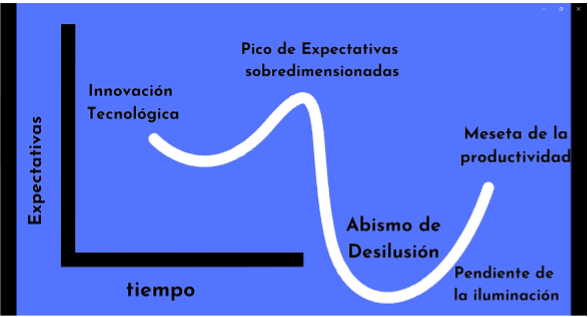 Pico de Expectativas
sobredimensionadas
Innovación
Tecnológica
Expectativas
Meseta de la
productividad
Abismo de
Desilusión
Pendiente de
la iluminación
tiempo